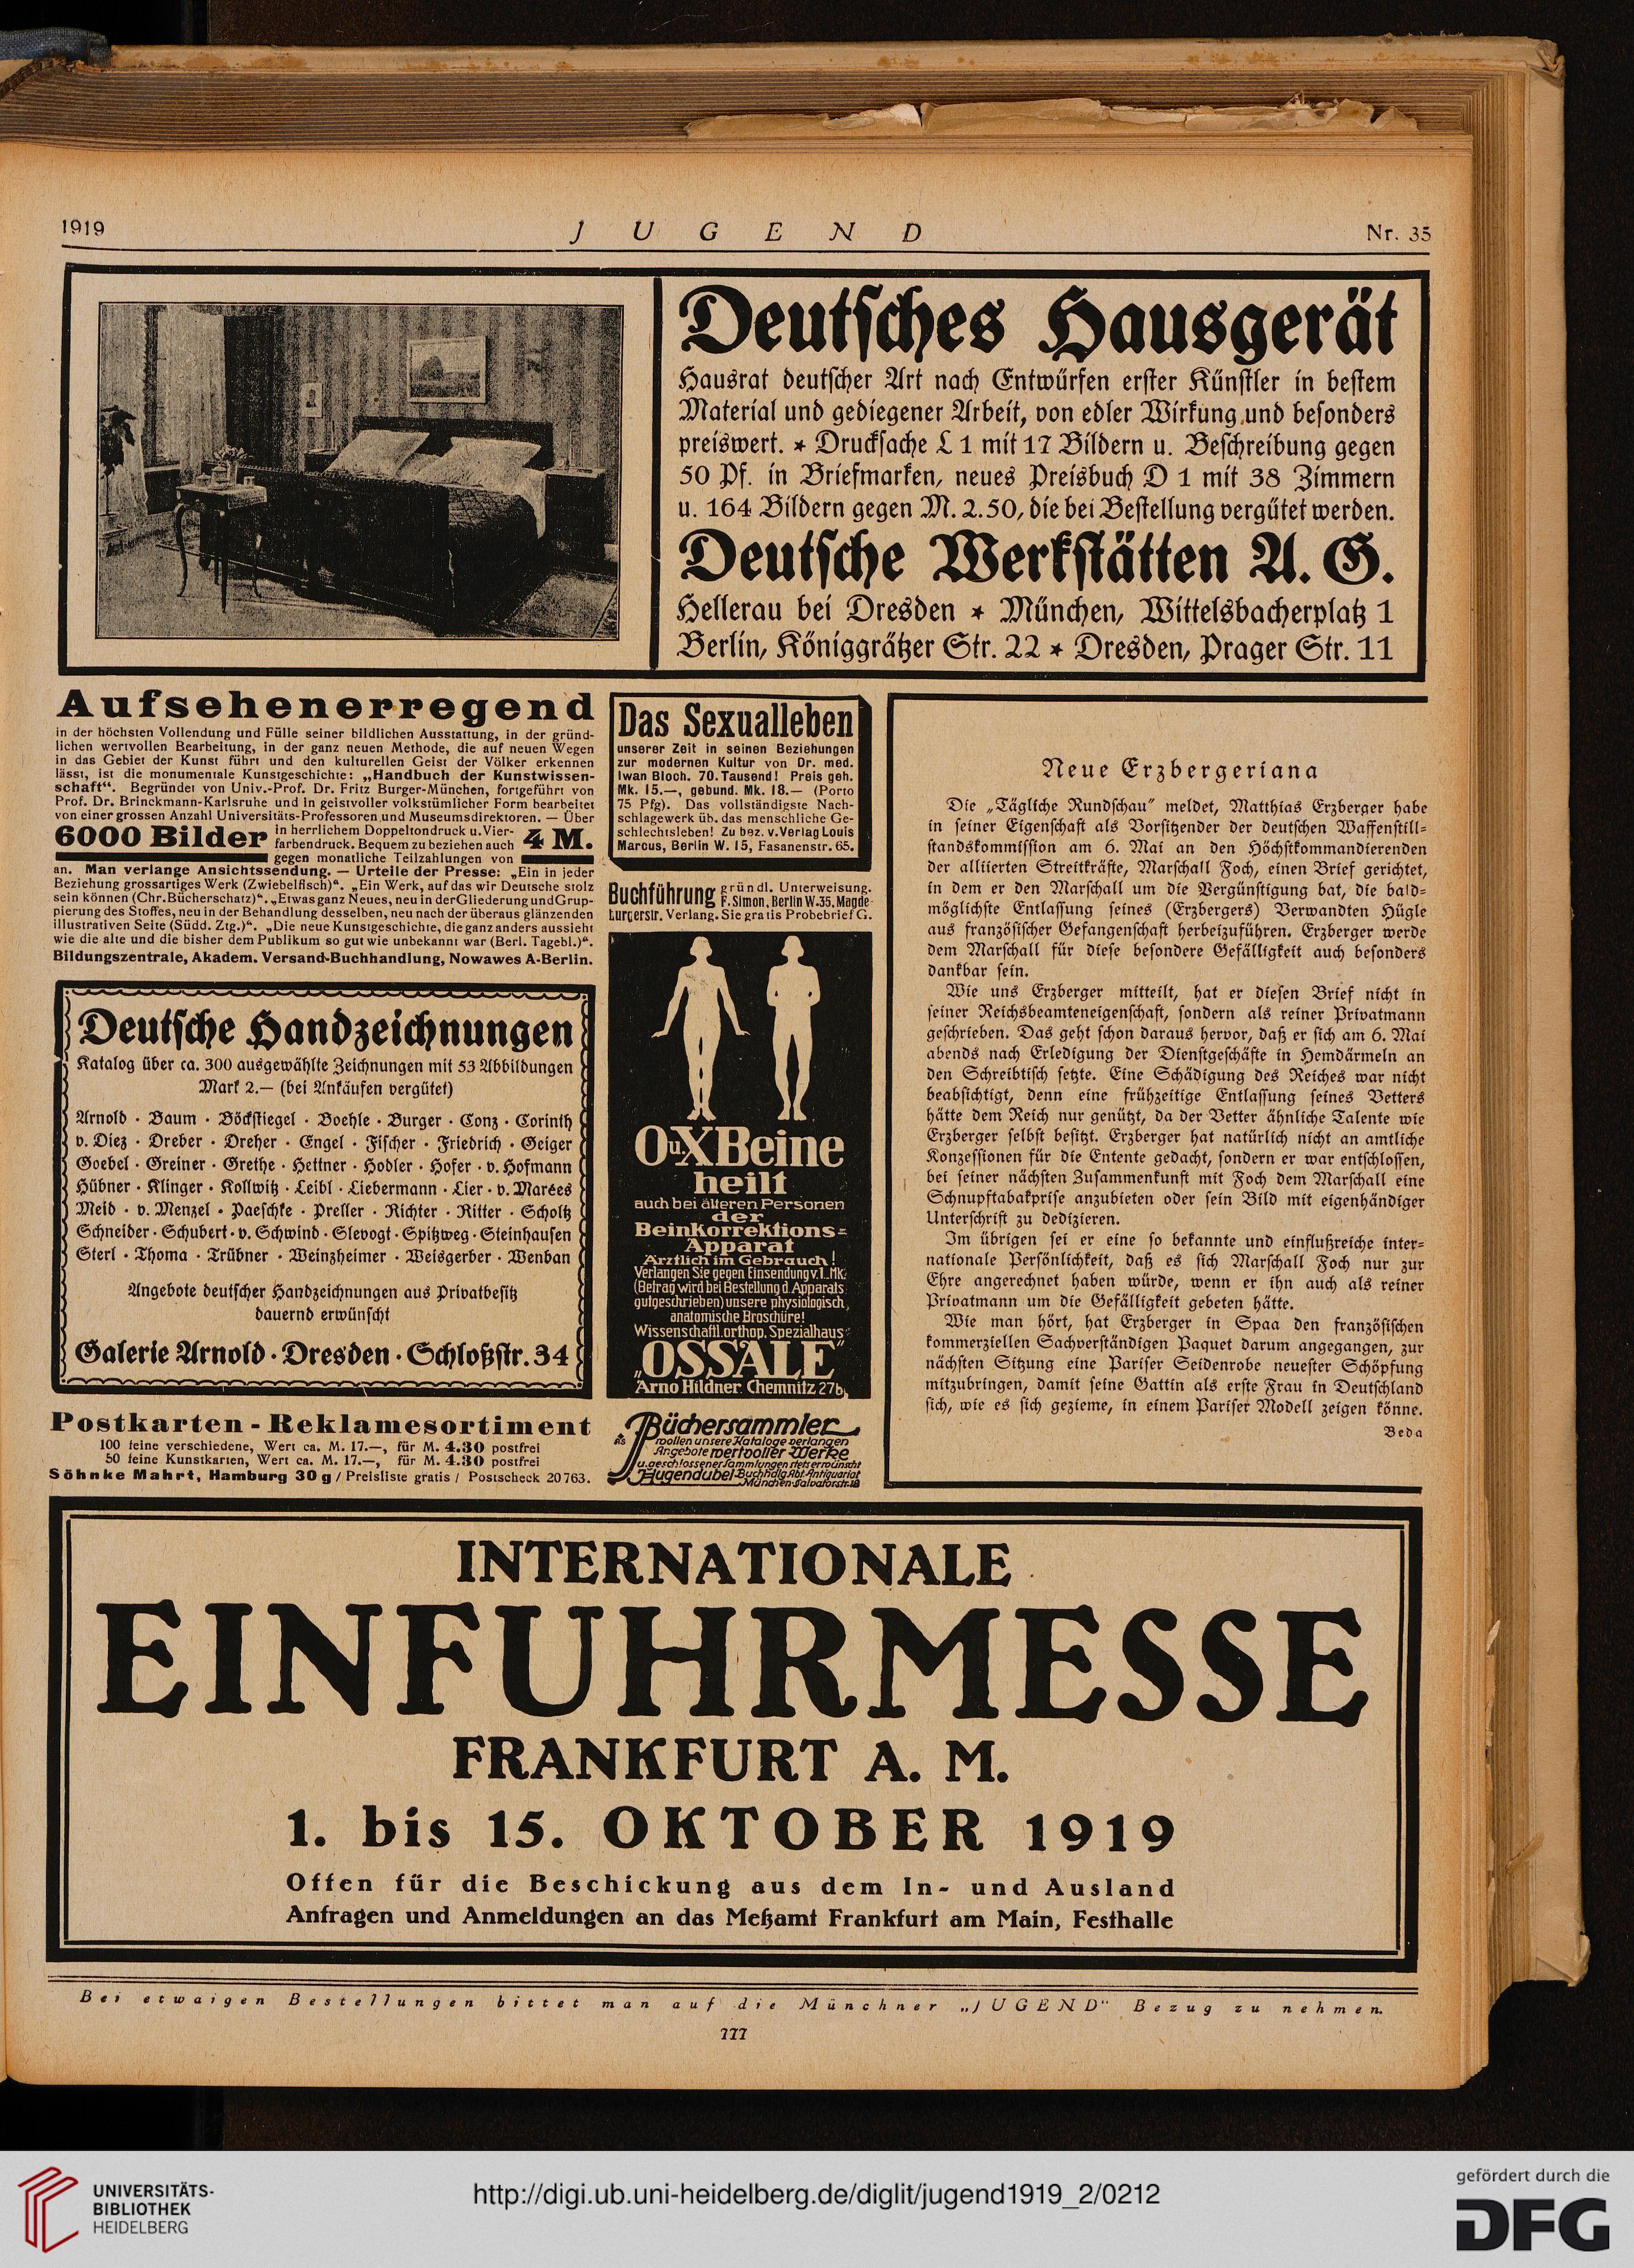 1919
JUGEND
Nr. 35
Deutsches Hausgerät
Hausrat deutscher Art nach Entwürfen erster Künstler in bestem
Material und gediegener Arbeit, von edler Wirkung und besonders
preiswert. * Drucksache L 1 mit 17 Bildern u. Beschreibung gegen
50 Pf. in Briefmarken, neues Preisbuch D 1 mit 38 Zimmern
u. 164 Bildern gegen M. 2.50, die bei Bestellung vergütet werden.
Deutsche Werkstätten A. G.
Hellerau bei Dresden * München, Wittelsbacherplatz 1
Berlin, Königgrätzer Str. 22 * Dresden, Prager Str. 11
Aufsehenerregend
in der höchsten Vollendung und Fülle seiner bildlichen Ausstattung, in der gründ-
lichen wertvollen Bearbeitung, in der ganz neuen Methode, die auf neuen Wegen
in das Gebiet der Kunst führt und den kulturellen Geist der Völker erkennen
lässt, ist die monumentale Kunstgeschichte: „Handbuch der Kunstwissen-
schaft“. Begründet von Univ.-Prof. Dr. Fritz Burger-München, fortgeführt von
Prof. Dr. Brinckmann-Karlsruhe und in geistvoller volkstümlicher Form bearbeitet
von einer grossen Anzahl Universitäts-Professoren und Museumsdirektoren. — Über
6000 Bilder in herrlichem Doppeltondruck u. Vier-
farbendruck. Bequem zu beziehen auch
gegen monatliche Teilzahlungen von 4 M.
an. Man verlange Ansichtssendung. — Urteile der Presse: „Ein in jeder
Beziehung grossartiges Werk (Zwiebelfisch)“. „Ein Werk, auf das wir Deutsche stolz
sein können (Chr. Bücherschatz)“. „Etwas ganz Neues, neu in der Gliederung und Grup-
pierung des Stoffes, neu in der Behandlung desselben, neu nach der überaus glänzenden
illustrativen Seite (Südd. Ztg.)“. „Die neue Kunstgeschichte, die ganz anders aussieht
wie die alte und die bisher dem Publikum so gut wie unbekannt war (Berl. Tagebl.)“.
Bildungszentrale, Akadem. Versand-Buchhandlung, Nowawes A-Berlin.
Deutsche Handzeichnungen
Katalog über ca. 300 ausgewählte Zeichnungen mit 53 Abbildungen
Mark 2.— (bei Ankäufen vergütet)
Arnold · Baum · Böckstiegel · Boehle · Burger · Conz · Corinth
v. Diez · Dreber · Dreher · Engel · Fischer · Friedrich · Geiger
Goebel · Greiner · Grethe · Hettner · Hodler · Hofer · v. Hofmann
Hübner · Klinger · Kollwitz · Leibl · Liebermann · Lier · v. Marées
Meid · v. Menzel · Paeschke · Preller · Richter · Ritter · Scholtz
Schneider · Schubert · v. Schwind · Slevogt · Spitzweg · Steinhausen
Sterl · Thoma · Trübner · Weinzheimer · Weisgerber · Wenban
Angebote deutscher Handzeichnungen aus Privatbesitz
dauernd erwünscht
Galerie Arnold · Dresden · Schloßstr. 34
Postkarten - Reklamesortiment
100 feine verschiedene, Wert ca. M. 17.—, für M. 4.30 postfrei
50 feine Kunstkarten, Wert ca. M. 17.—, für M. 4.30 postfrei
Söhnke Mahrt, Hamburg 30 g / Preisliste gratis / Postscheck 20763.
Das Sexualleben
unserer Zeit in seinen Beziehungen
zur modernen Kultur von Dr. med.
Iwan Bloch. 70. Tausend! Preis geh.
Mk. 15.—, gebund. Mk. 18.— (Porto
75 Pfg). Das vollständigste Nach-
schlagewerk üb. das menschliche Ge-
schlechtsleben! Zu bez. v. Verlag Louis
Marcus, Berlin W. 15, Fasanenstr. 65.
Buchführung gründl. Unterweisung.
F. Simon, Berlin W. 35, Magde-
burgerstr. Verlang. Sie gratis Probebrief G.
O u. X Beine
heilt
auch bei älteren Personen
der
Beinkorrektions-
Apparat
Ärztlich im Gebrauch!
Verlangen Sie gegen Einsendung v. 1.- Mk.
(Betrag wird bei Bestellung d. Apparats
gutgeschrieben) unsere physiologisch
anatomische Broschüre!
Wissenschaftl. orthop. Spezialhaus
„OSSALE“
Arno Hildner Chemnitz 27b
Büchersammler
wollen unsere Kataloge verlangen
Angebote wertvoller Werke
u. geschlossener Sammlungen stets erwünscht
Hugendubel Buchhdlg Abt. Antiquariat
München · Salvatorstr. 18
Neue Erzbergeriana
Die „Tägliche Rundschau“ meldet, Matthias Erzberger habe
in seiner Eigenschaft als Vorsitzender der deutschen Waffenstill-
standskommission am 6. Mai an den Höchstkommandierenden
der alliierten Streitkräfte, Marschall Foch, einen Brief gerichtet,
in dem er den Marschall um die Vergünstigung bat, die bald-
möglichste Entlassung seines (Erzbergers) Verwandten Hügle
aus französischer Gefangenschaft herbeizuführen. Erzberger werde
dem Marschall für diese besondere Gefälligkeit auch besonders
dankbar sein.
Wie uns Erzberger mitteilt, hat er diesen Brief nicht in
seiner Reichsbeamteneigenschaft, sondern als reiner Privatmann
geschrieben. Das geht schon daraus hervor, daß er sich am 6. Mai
abends nach Erledigung der Dienstgeschäfte in Hemdärmeln an
den Schreibtisch setzte. Eine Schädigung des Reiches war nicht
beabsichtigt, denn eine frühzeitige Entlassung seines Vetters
hätte dem Reich nur genützt, da der Vetter ähnliche Talente wie
Erzberger selbst besitzt. Erzberger hat natürlich nicht an amtliche
Konzessionen für die Entente gedacht, sondern er war entschlossen,
bei seiner nächsten Zusammenkunft mit Foch dem Marschall eine
Schnupftabakprise anzubieten oder sein Bild mit eigenhändiger
Unterschrift zu dedizieren.
Im übrigen sei er eine so bekannte und einflußreiche inter-
nationale Persönlichkeit, daß es sich Marschall Foch nur zur
Ehre angerechnet haben würde, wenn er ihn auch als reiner
Privatmann um die Gefälligkeit gebeten hätte.
Wie man hört, hat Erzberger in Spaa den französischen
kommerziellen Sachverständigen Paquet darum angegangen, zur
nächsten Sitzung eine Pariser Seidenrobe neuester Schöpfung
mitzubringen, damit seine Gattin als erste Frau in Deutschland
sich, wie es sich gezieme, in einem Pariser Modell zeigen könne.
Beda
INTERNATIONALE
EINFUHRMESSE
FRANKFURT A. M.
1. bis 15. OKTOBER 1919
Offen für die Beschickung aus dem In- und Ausland
Anfragen und Anmeldungen an das Meßamt Frankfurt am Main, Festhalle
Bei etwaigen Bestellungen bittet man auf die Münchner „JUGEND“ Bezug zu nehmen.
777
UNIVERSITÄTS-
BIBLIOTHEK
HEIDELBERG
http://digi.ub.uni-heidelberg.de/diglit/jugend1919_2/0212
gefördert durch die
DFG